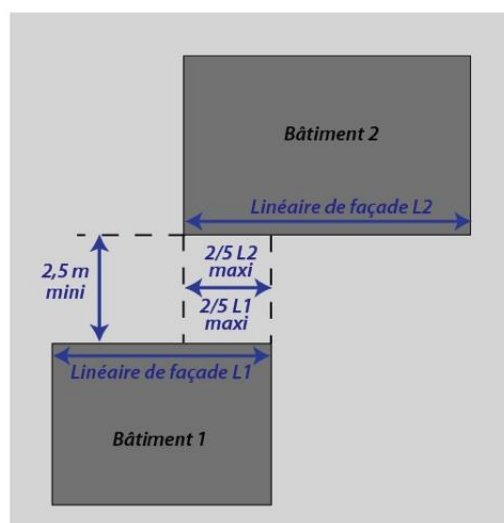 Bâtiment 2
Linéaire de façade L2
2/5 L2
maxi
2,5 m
mini
2/5 L1
maxi
Linéaire de façade L1
Bâtiment 1